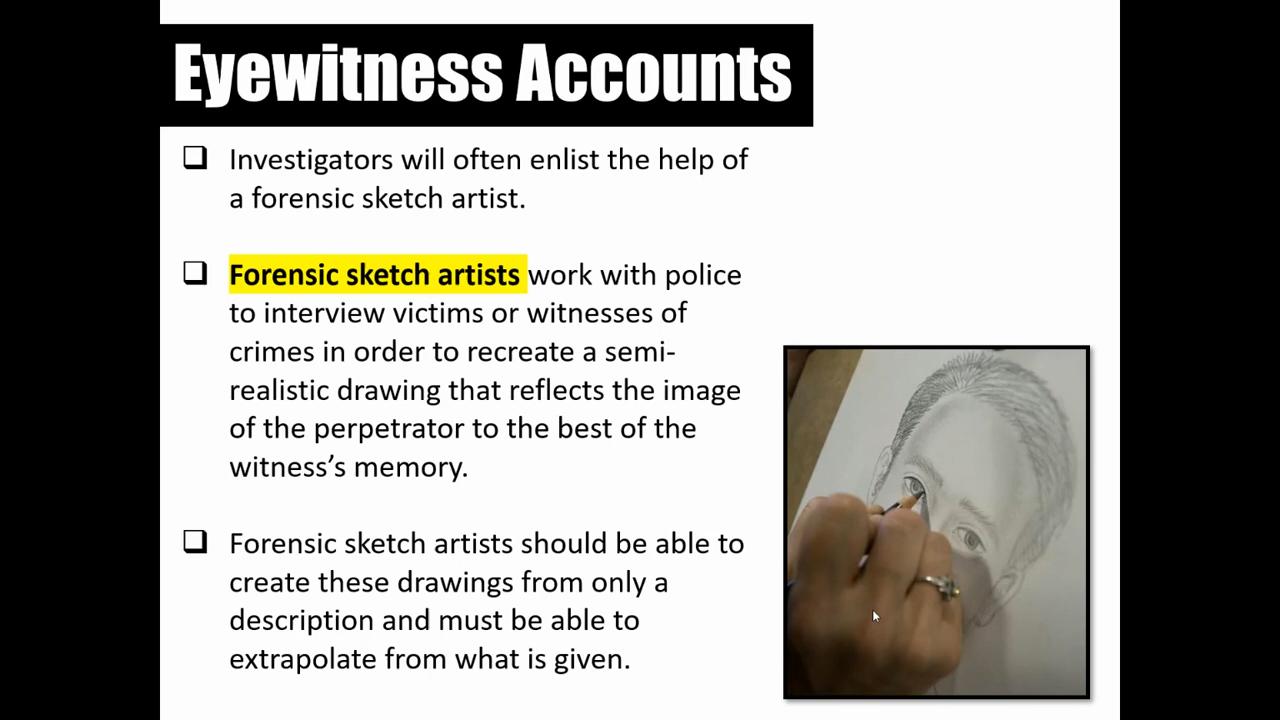 Eyewitness Accounts
Investigators will often enlist the help of
a forensic sketch artist.
Forensic sketch artists work with police
to interview victims or witnesses of
crimes in order to recreate a semi-
realistic drawing that reflects the image
of the perpetrator to the best of the
witness’s memory.
Forensic sketch artists should be able to
create these drawings from only a
description and must be able to
extrapolate from what is given.